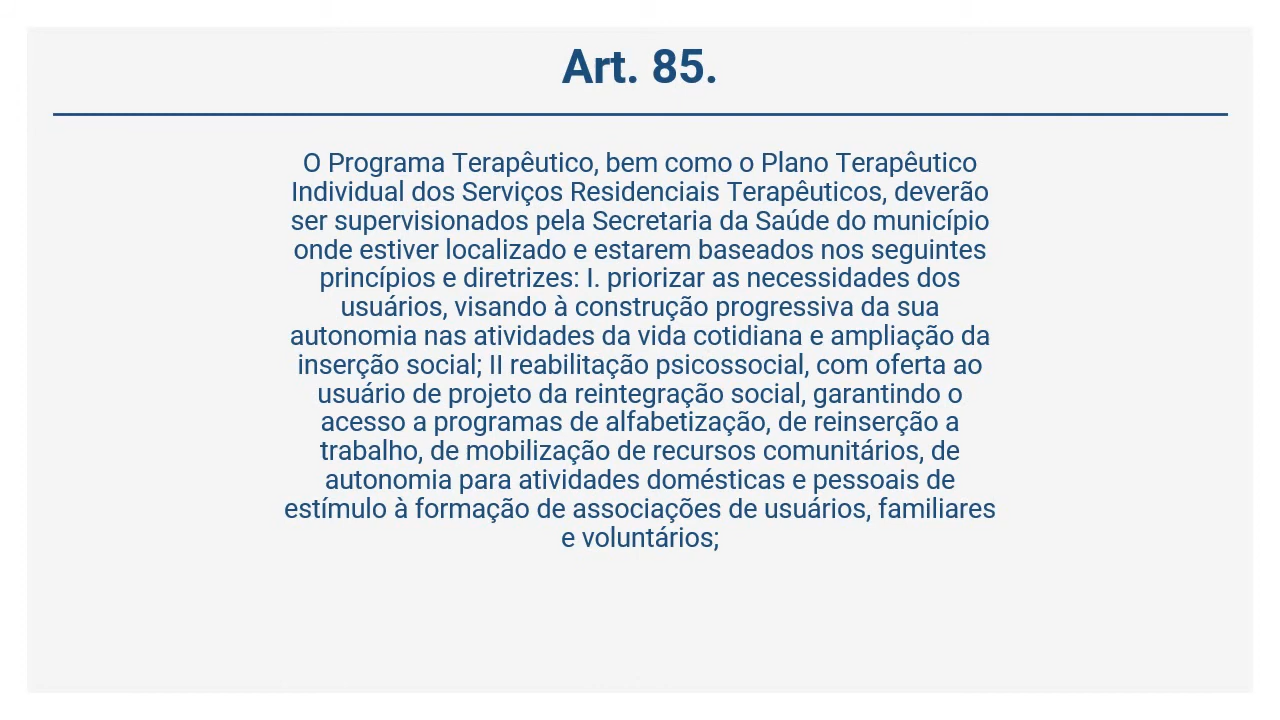 Art. 85.
O Programa Terapêutico, bem como o Plano Terapêutico
Individual dos Serviços Residenciais Terapêuticos, deverão
ser supervisionados pela Secretaria da Saúde do município
onde estiver localizado e estarem baseados nos seguintes
princípios e diretrizes: I. priorizar as necessidades dos
usuários, visando à construção progressiva da sua
autonomia nas atividades da vida cotidiana e ampliação da
inserção social; II reabilitação psicossocial, com oferta ao
usuário de projeto da reintegração social, garantindo o
acesso a programas de alfabetização, de reinserção a
trabalho, de mobilização de recursos comunitários, de
autonomia para atividades domésticas e pessoais de
estímulo à formação de associações de usuários, familiares
e voluntários;